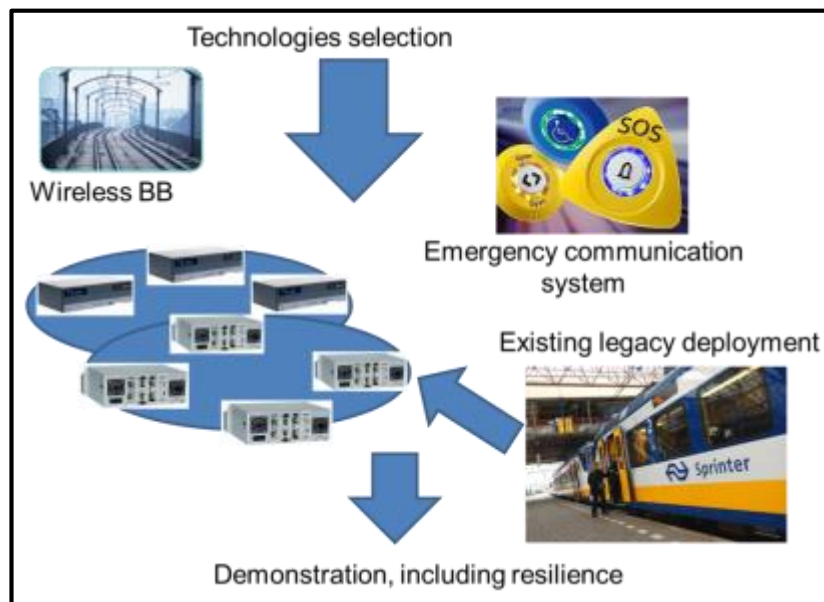 Technologies selection
Wireless BB
SOS
Emergency communication
system
Existing legacy deployment
Sprinter
Demonstration, including resilience